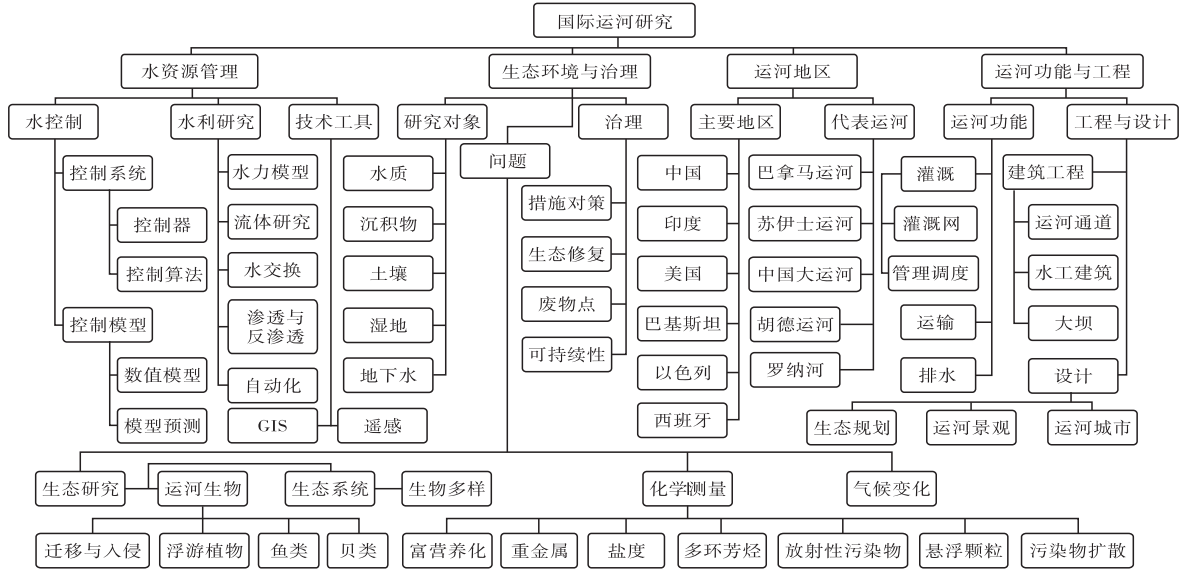 国际运河研究
水资源管理
生态环境与治理
运河地区
运河功能与工程
水控制
水利研究
技术工具
研究对象
治理
主要地区
代表运河
运河功能
工程与设计
问题
控制系统
水力模型
水质
中国
巴拿马运河
灌溉
建筑工程
措施对策
控制器
流体研究
沉积物
印度
苏伊士运河
灌溉网
运河通道
生态修复
控制算法
水交换
土壤
美国
中国大运河
管理调度
水工建筑
废物点
控制模型
渗透与
反渗透
湿地
巴基斯坦
胡德运河
运输
大坝
可持续性
数值模型
自动化
地下水
以色列
罗纳河
排水
设计
模型预测
GIS
遥感
西班牙
生态规划
运河景观
运河城市
生态研究
运河生物
生态系统
生物多样
化学测量
气候变化
迁移与入侵
浮游植物
鱼类
贝类
富营养化
重金属
盐度
多环芳烃
放射性污染物
悬浮颗粒
污染物扩散